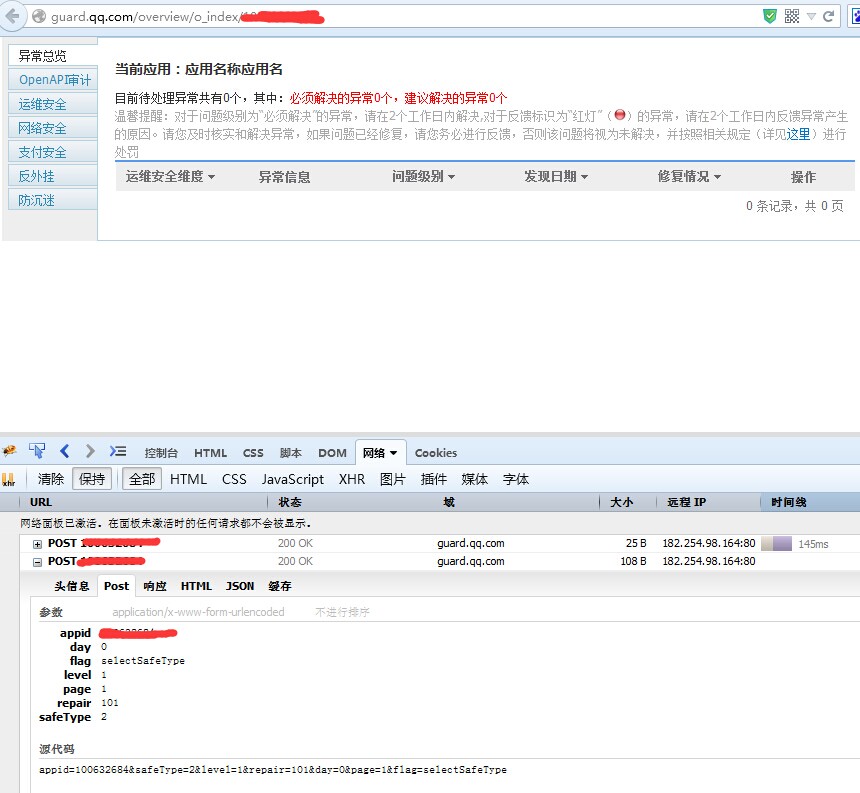 guard.qq.com/overview/o_index/
异常总览
OpenAPI审计
运维安全
网络安全
支付安全
反外挂
防沉迷
当前应用：应用名称应用名
目前待处理异常共有0个，其中：必须解决的异常0个，建议解决的异常0个
温馨提醒：对于问题级别为"必须解决"的异常，请在2个工作日内解决,对于反馈标识为"红灯"（ ）的异常，请在2个工作日内反馈异常产生
的原因。请您及时核实和解决异常，如果问题已经修复，请您务必进行反馈，否则该问题将视为未解决，并按照相关规定（详见这里）进行
处罚
运维安全维度 异常信息 问题级别 发现日期 修复情况 操作
0 条记录，共 0 页
控制台 HTML CSS 脚本 DOM 网络 Cookies
清除 保持 全部 HTML CSS JavaScript XHR 图片 插件 媒体 字体
URL 状态 域 大小 远程 IP 时间线
网络面板已激活。在面板未激活时的任何请求都不会被显示。
POST 200 OK guard.qq.com 25 B 182.254.98.164:80 145ms
POST 200 OK guard.qq.com 108 B 182.254.98.164:80
头信息 Post 响应 HTML JSON 缓存
参数 application/x-www-form-urlencoded 不进行排序
appid
day 0
flag selectSafeType
level 1
page 1
repair 101
safeType 2
源代码
appid=100632684&safeType=2&level=1&repair=101&day=0&page=1&flag=selectSafeType